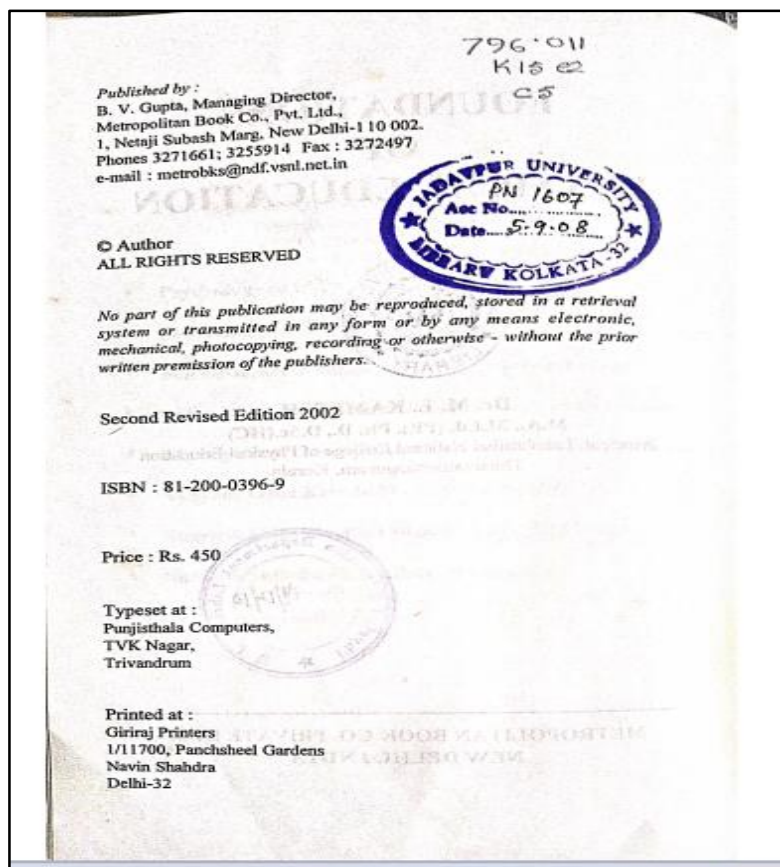 796.011
K15 e2
C5
Published by :
B. V. Gupta, Managing Director,
Metropolitan Book Co., Pvt. Ltd.,
1, Netaji Subash Marg, New Delhi-1 10 002.
Phones 3271661; 3255914 Fax : 3272497
e-mail : metrobks@ndf.vsnl.net.in
JADAVPUR UNIVERSITY
PN 1607
Acc No.....
Date....5-9-08
LIBRARY KOLKATA-32
© Author
ALL RIGHTS RESERVED
No part of this publication may be reproduced, stored in a retrieval
system or transmitted in any form or by any means electronic,
mechanical, photocopying, recording or otherwise - without the prior
written premission of the publishers.
Second Revised Edition 2002
ISBN : 81-200-0396-9
Price : Rs. 450
Typeset at :
Punjisthala Computers,
TVK Nagar,
Trivandrum
Printed at :
Giriraj Printers
1/11700, Panchsheel Gardens
Navin Shahdra
Delhi-32